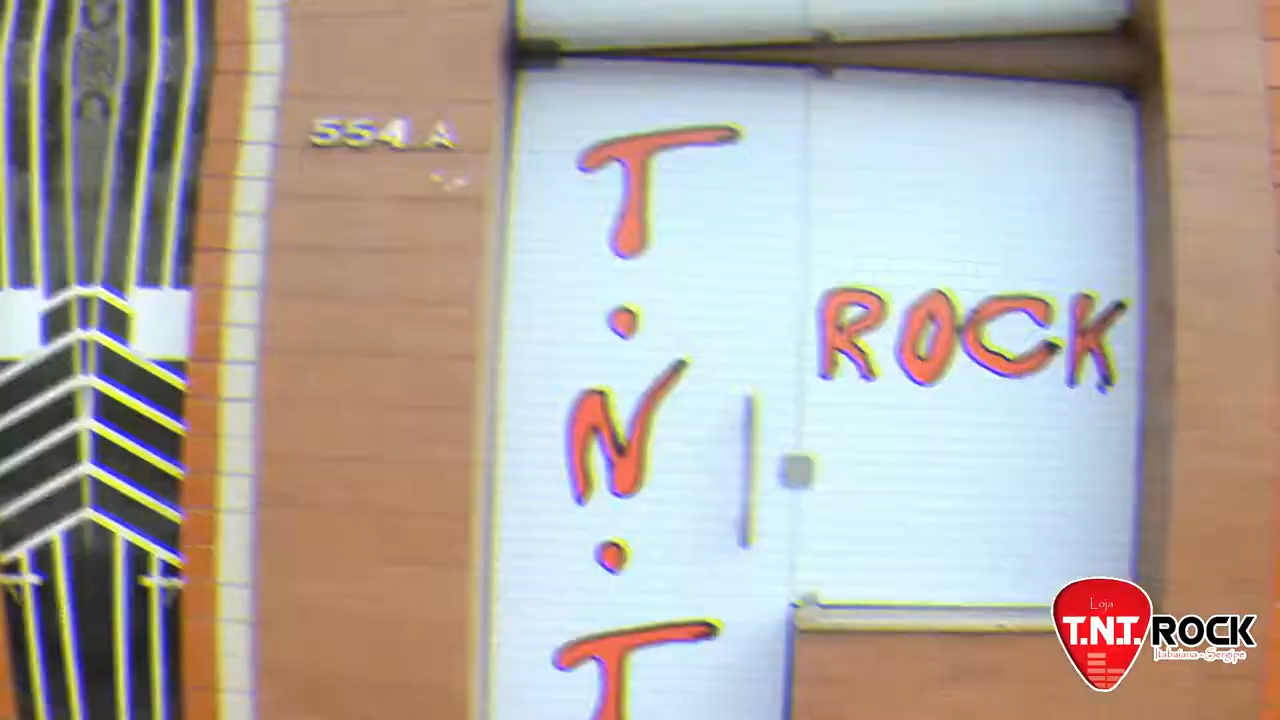 554 A
T.N.T
ROCK
Loja
T.N.T. ROCK
Itabaiana - Sergipe